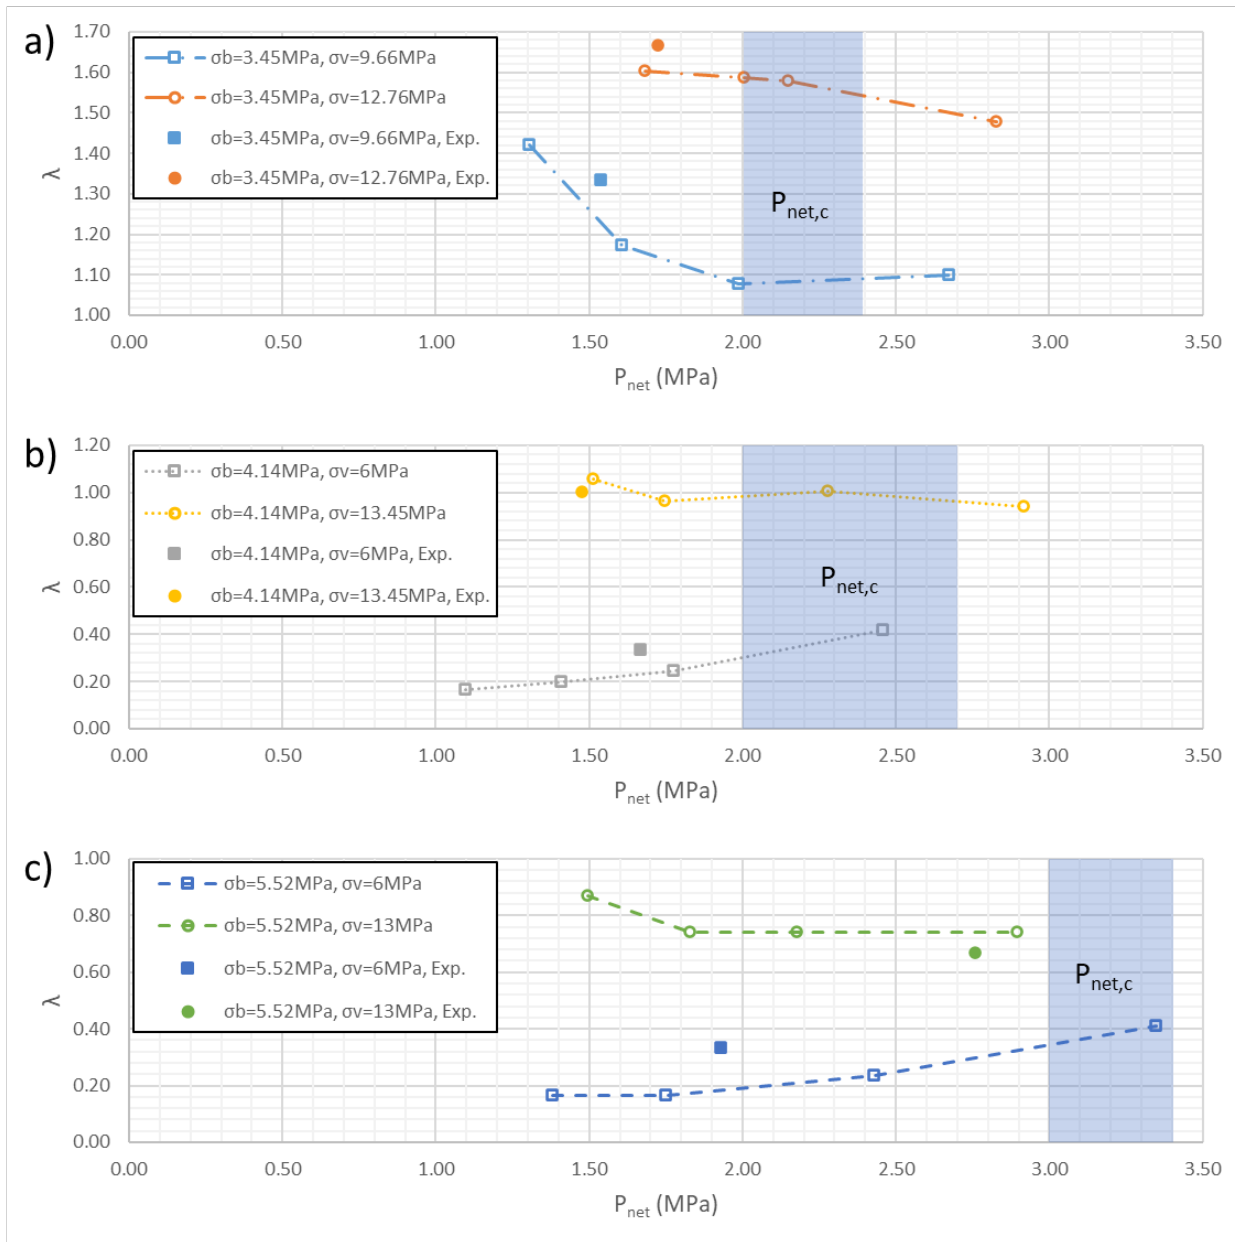 a)
1.70
1.60
1.50
1.40
1.30
1.20
1.10
1.00
λ
σb=3.45MPa, σv=9.66MPa
σb=3.45MPa, σv=12.76MPa
σb=3.45MPa, σv=9.66MPa, Exp.
σb=3.45MPa, σv=12.76MPa, Exp.
Pnet,c
0.00 0.50 1.00 1.50 2.00 2.50 3.00 3.50
Pnet (MPa)
b)
1.20
1.00
0.80
0.60
0.40
0.20
0.00
λ
σb=4.14MPa, σv=6MPa
σb=4.14MPa, σv=13.45MPa
σb=4.14MPa, σv=6MPa, Exp.
σb=4.14MPa, σv=13.45MPa, Exp.
Pnet,c
0.00 0.50 1.00 1.50 2.00 2.50 3.00 3.50
Pnet (MPa)
c)
1.00
0.80
0.60
0.40
0.20
0.00
λ
σb=5.52MPa, σv=6MPa
σb=5.52MPa, σv=13MPa
σb=5.52MPa, σv=6MPa, Exp.
σb=5.52MPa, σv=13MPa, Exp.
Pnet,c
0.00 0.50 1.00 1.50 2.00 2.50 3.00 3.50
Pnet (MPa)